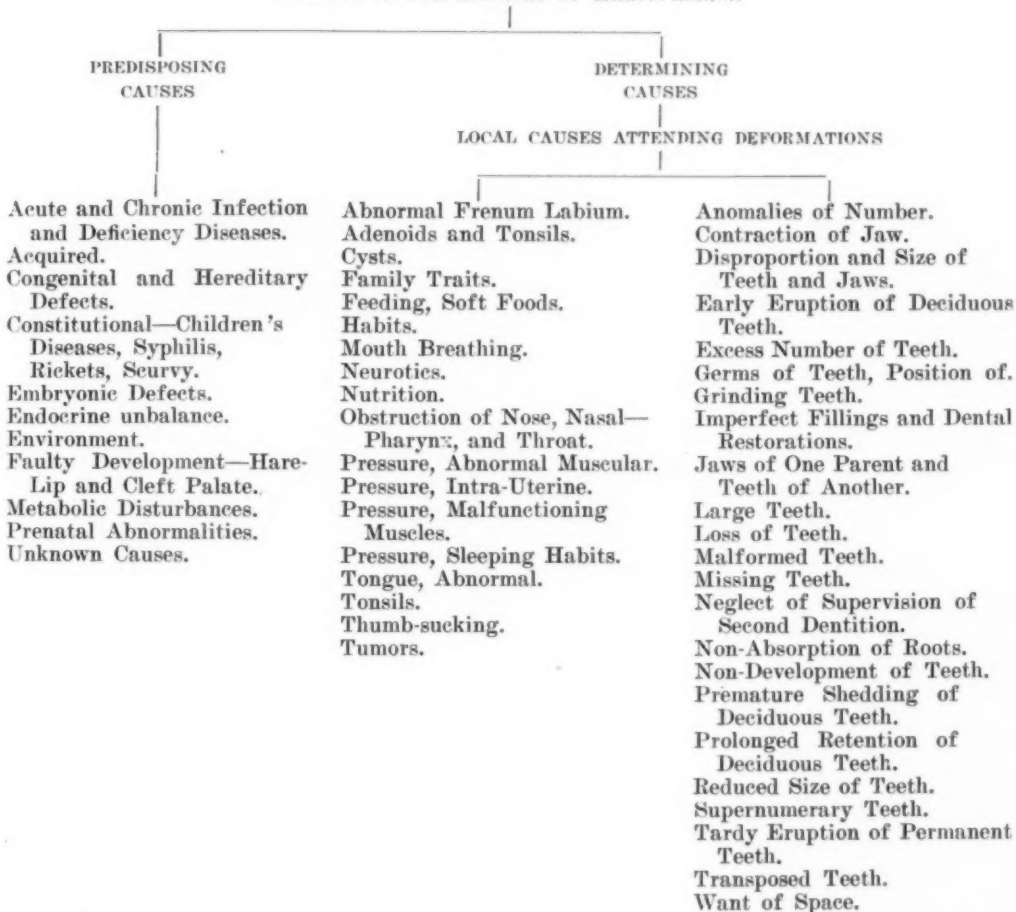 PREDISPOSING
CAUSES
DETERMINING
CAUSES
LOCAL CAUSES ATTENDING DEFORMATIONS
Acute and Chronic Infection
and Deficiency Diseases.
Acquired.
Congenital and Hereditary
Defects.
Constitutional—Children's
Diseases, Syphilis,
Rickets, Scurvy.
Embryonic Defects.
Endocrine unbalance.
Environment.
Faulty Development—Hare-
Lip and Cleft Palate.
Metabolic Disturbances.
Prenatal Abnormalities.
Unknown Causes.
Abnormal Frenum Labium.
Adenoids and Tonsils.
Cysts.
Family Traits.
Feeding, Soft Foods.
Habits.
Mouth Breathing.
Neurotics.
Nutrition.
Obstruction of Nose, Nasal—
Pharynx, and Throat.
Pressure, Abnormal Muscular.
Pressure, Intra-Uterine.
Pressure, Malfunctioning
Muscles.
Pressure, Sleeping Habits.
Tongue, Abnormal.
Tonsils.
Thumb-sucking.
Tumors.
Anomalies of Number.
Contraction of Jaw.
Disproportion and Size of
Teeth and Jaws.
Early Eruption of Deciduous
Teeth.
Excess Number of Teeth.
Germs of Teeth, Position of.
Grinding Teeth.
Imperfect Fillings and Dental
Restorations.
Jaws of One Parent and
Teeth of Another.
Large Teeth.
Loss of Teeth.
Malformed Teeth.
Missing Teeth.
Neglect of Supervision of
Second Dentition.
Non-Absorption of Roots.
Non-Development of Teeth.
Premature Shedding of
Deciduous Teeth.
Prolonged Retention of
Deciduous Teeth.
Reduced Size of Teeth.
Supernumerary Teeth.
Tardy Eruption of Permanent
Teeth.
Transposed Teeth.
Want of Space.